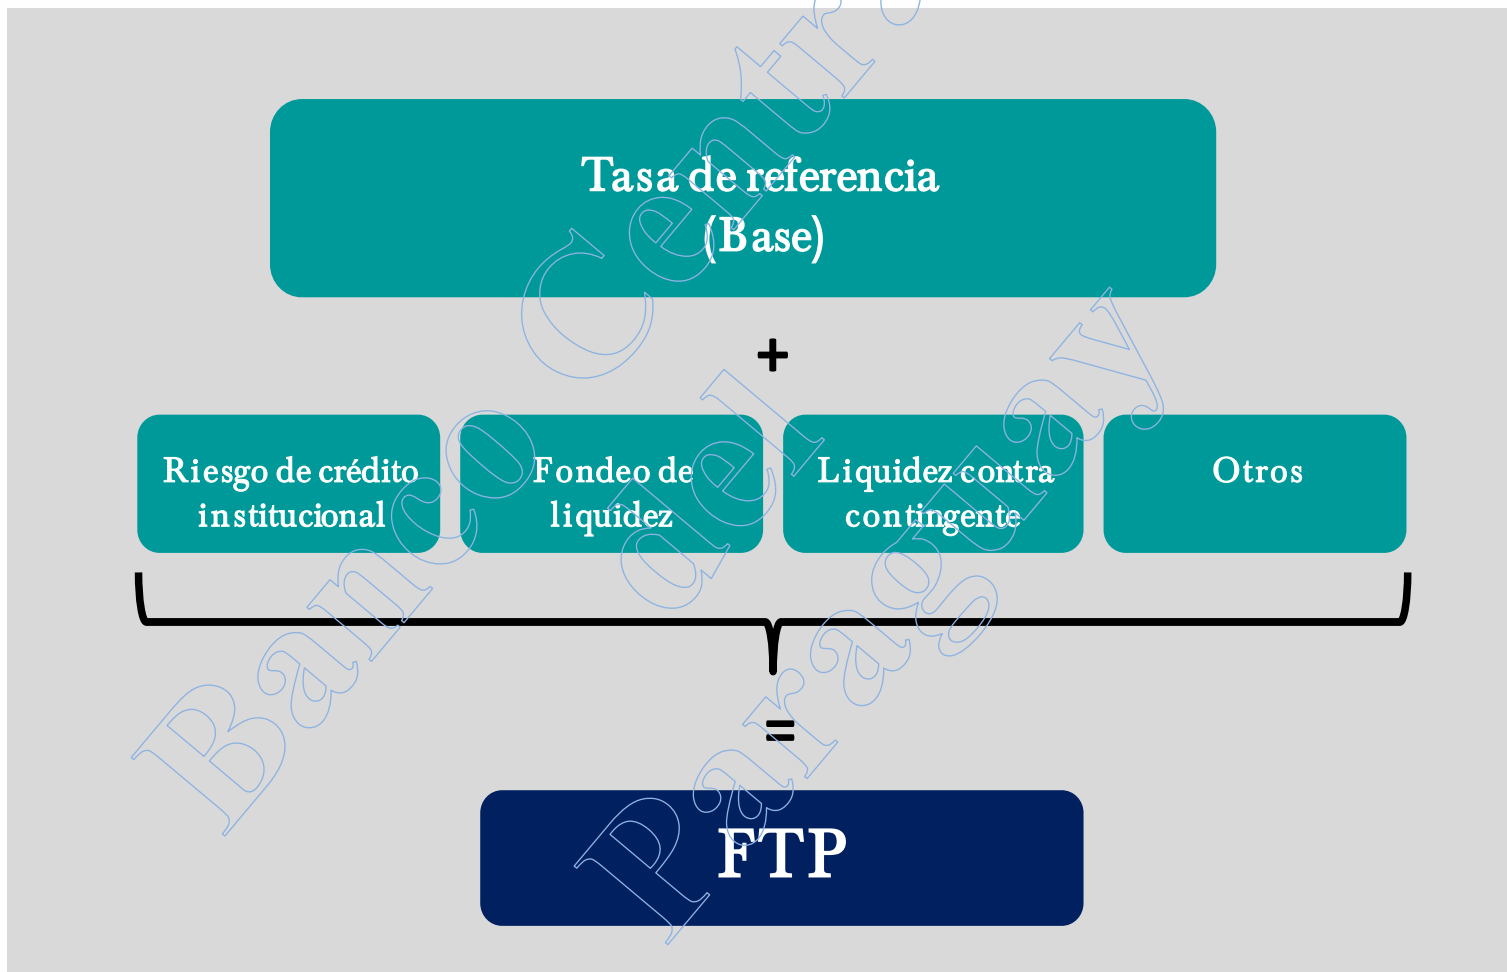 Tasa de referencia
(Base)
+
Riesgo de crédito
institucional
Fondeo de
liquidez
Liquidez contra
contingente
Otros
=
FTP
Banco Central
del
Paraguay